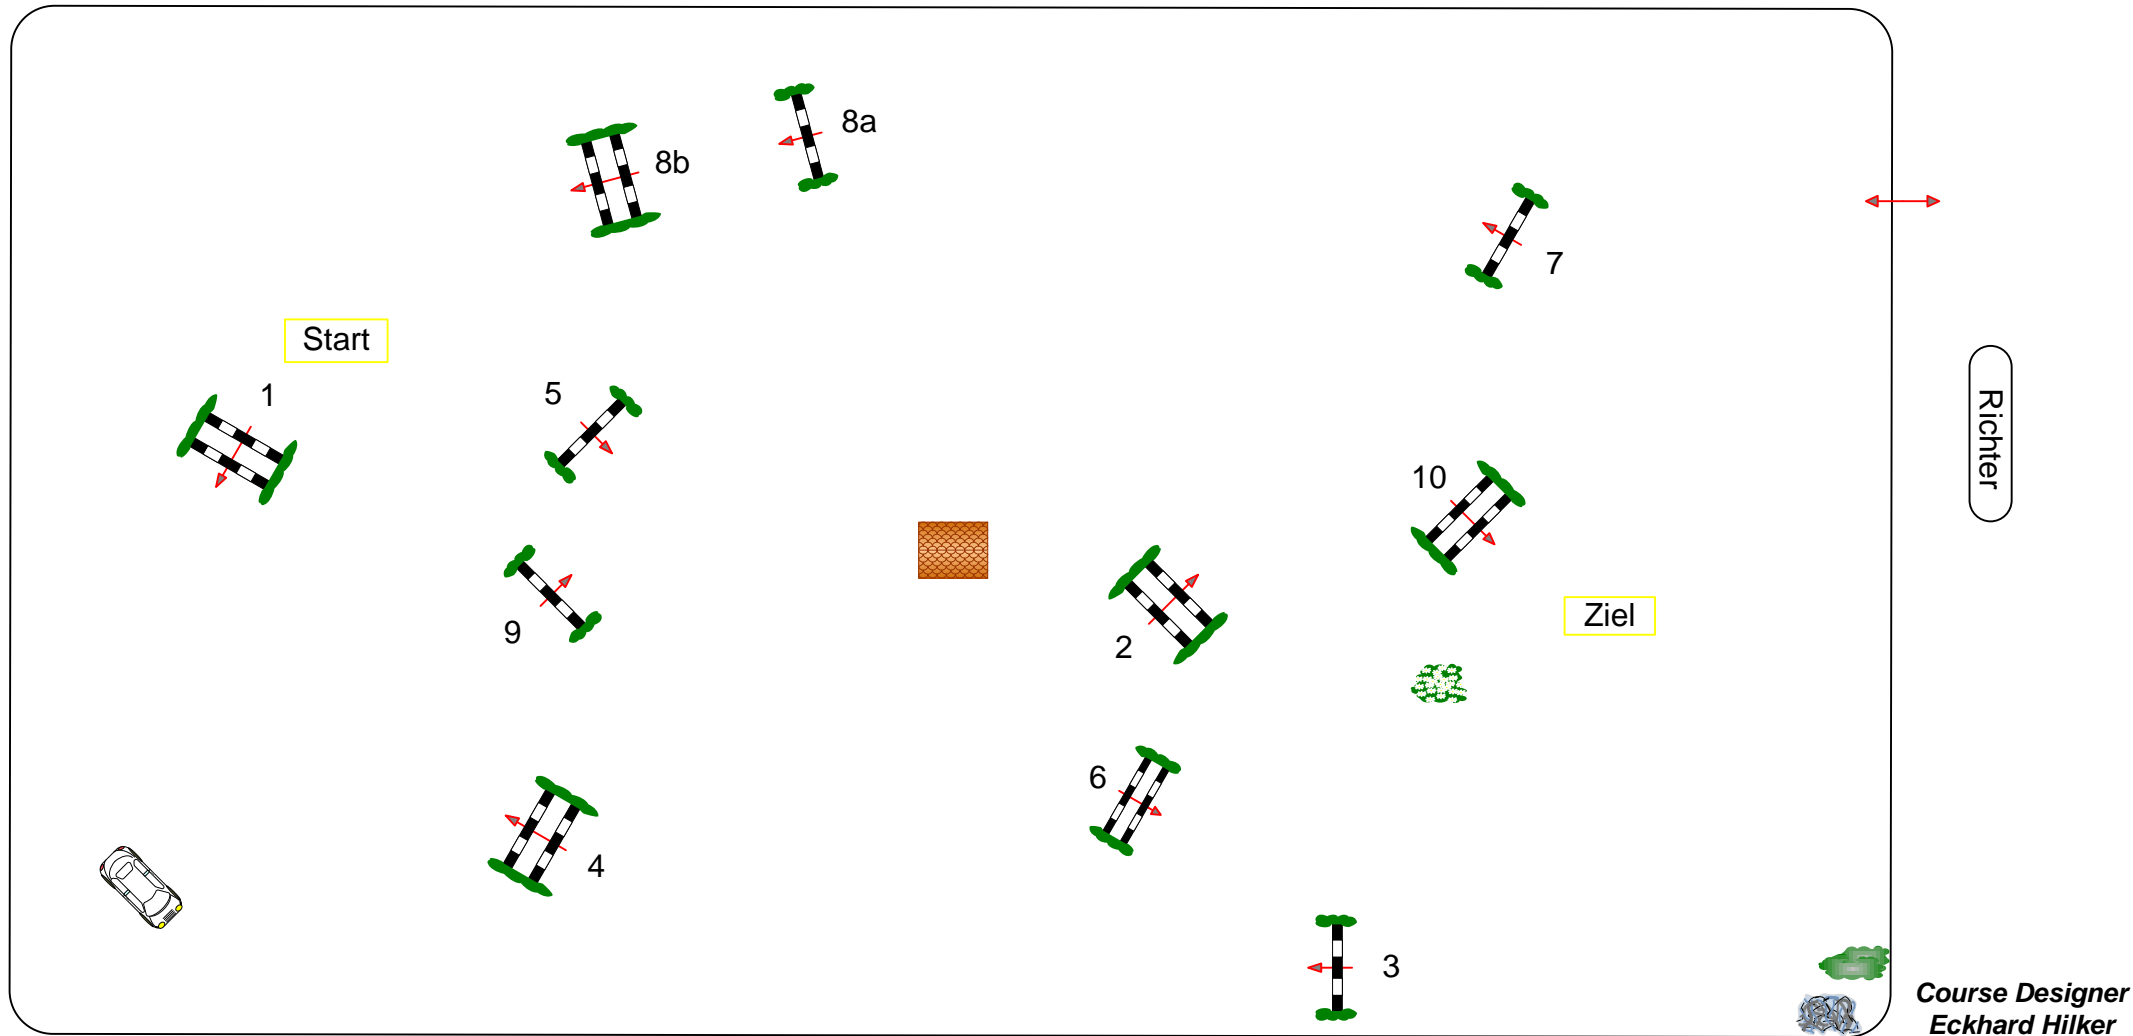 8a
8b
7
Start
1
5
Richter
10
9
Ziel
2
6
4
3
Course Designer
Eckhard Hilker